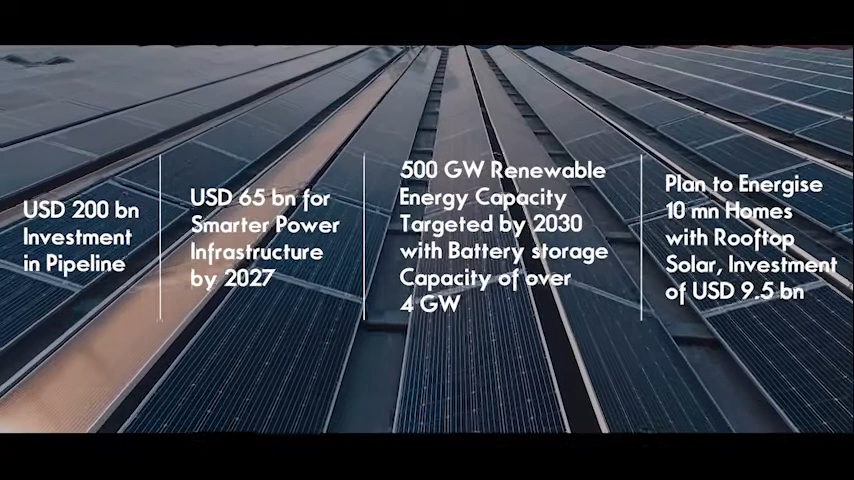 USD 200 bn
Investment
in Pipeline
USD 65 bn for
Smarter Power
Infrastructure
by 2027
500 GW Renewable
Energy Capacity
Targeted by 2030
with Battery storage
Capacity of over
4 GW
Plan to Energise
10 mn Homes
with Rooftop
Solar, Investment
of USD 9.5 bn